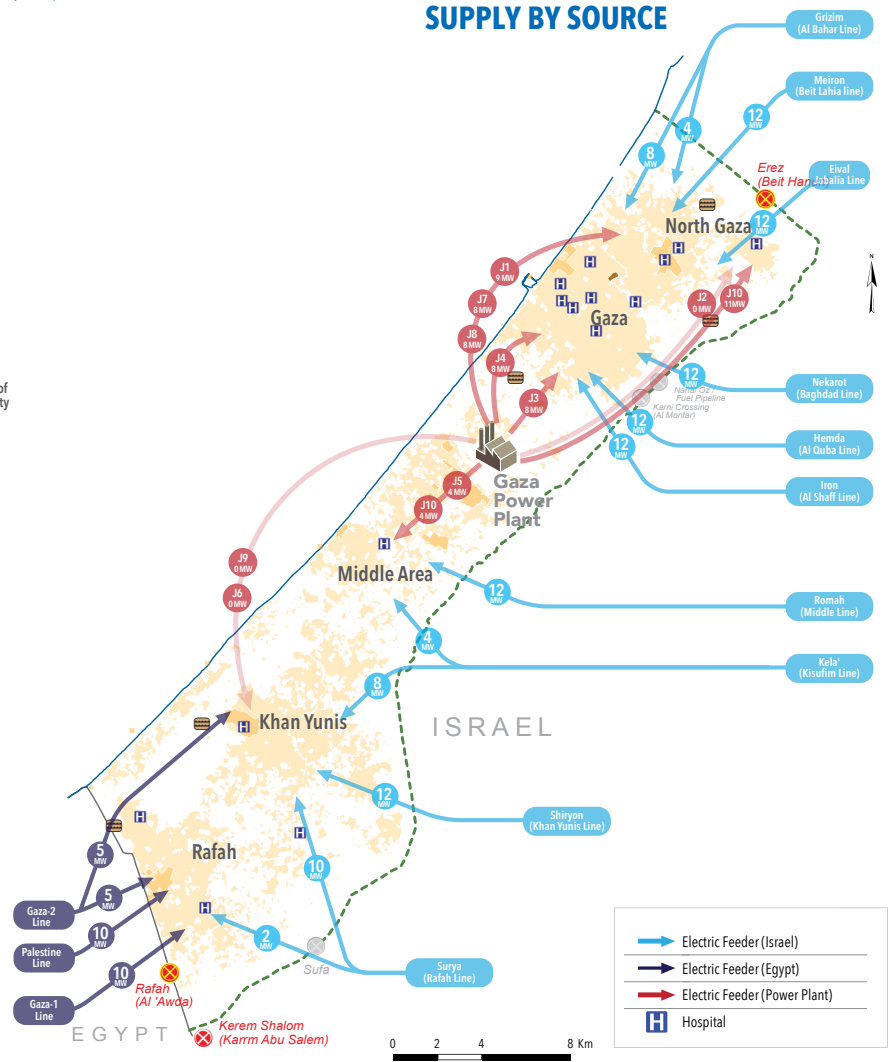 SUPPLY BY SOURCE
Grizim
(Al Bahar Line)
Meiron
(Beit Lahia line)
12
MW
4
MW
8
MW
Erez
(Beit Hanun)
Eival
Jabalia Line
12
MW
North Gaza
N
J1
9 MW
J7
8 MW
J8
8 MW
J2
0 MW
J10
11MW
Gaza
J4
8 MW
J3
8 MW
of
ty
12
MW
Nekarot
(Baghdad Line)
Nahal Oz /
Fuel Pipeline
Karni Crossing
(Al Montar)
12
MW
Hemda
(Al Quba Line)
12
MW
Iron
(Al Shaff Line)
Gaza
Power
Plant
J5
4 MW
J10
4 MW
J9
0 MW
J6
0 MW
Middle Area
12
MW
Romah
(Middle Line)
4
MW
8
MW
Kela'
(Kisufim Line)
Khan Yunis
ISRAEL
12
MW
Shiryon
(Khan Yunis Line)
Rafah
10
MW
5
MW
5
MW
Gaza-2
Line
10
MW
Palestine
Line
2
MW
10
MW
Gaza-1
Line
Sufa
Surya
(Rafah Line)
Rafah
(Al 'Awda)
EGYPT
Kerem Shalom
(Karrm Abu Salem)
Electric Feeder (Israel)
Electric Feeder (Egypt)
Electric Feeder (Power Plant)
H Hospital
0 2 4 8 Km